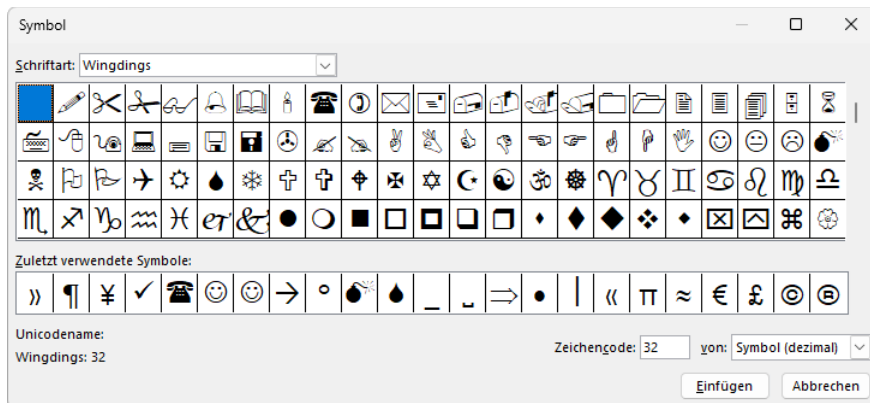 Symbol
Schriftart: Wingdings
Zuletzt verwendete Symbole:
» ¶ ¥ ✓ ☎ ☺ ☺ → ° 💣 💧 _ ˽ ⇒ • | « π ≈ € £ © ®
Unicodename:
Wingdings: 32
Zeichencode: 32 von: Symbol (dezimal)
Einfügen Abbrechen